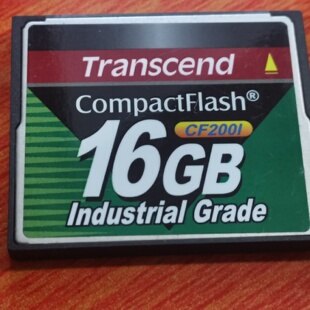 Transcend
CompactFlash®
CF200I
16GB
Industrial Grade